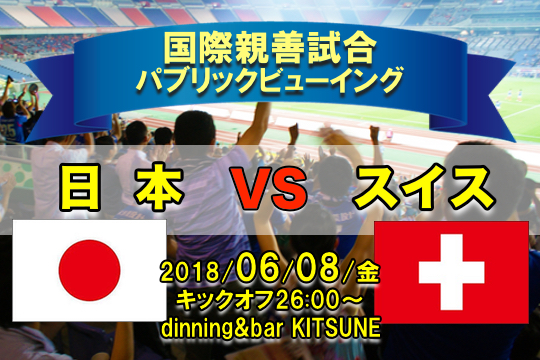 国際親善試合
パブリックビューイング
日本 VS スイス
2018/06/08/金
キックオフ26:00～
dinning&bar KITSUNE